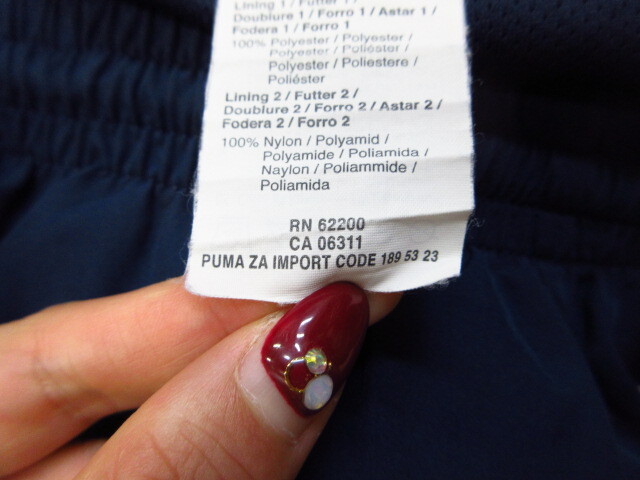 Lining 1 / Futter 1 /
Doublure 1 / Forro 1 / Astar 1 /
Fodera 1 / Forro 1
100% Polyester / Polyester /
Polyester / Poliéster /
Polyester / Poliestere /
Poliéster
Lining 2 / Futter 2 /
Doublure 2 / Forro 2 / Astar 2 /
Fodera 2 / Forro 2
100% Nylon / Polyamid /
Polyamide / Poliamida /
Naylon / Poliammide /
Poliamida
RN 62200
CA 06311
PUMA ZA IMPORT CODE 189 53 23